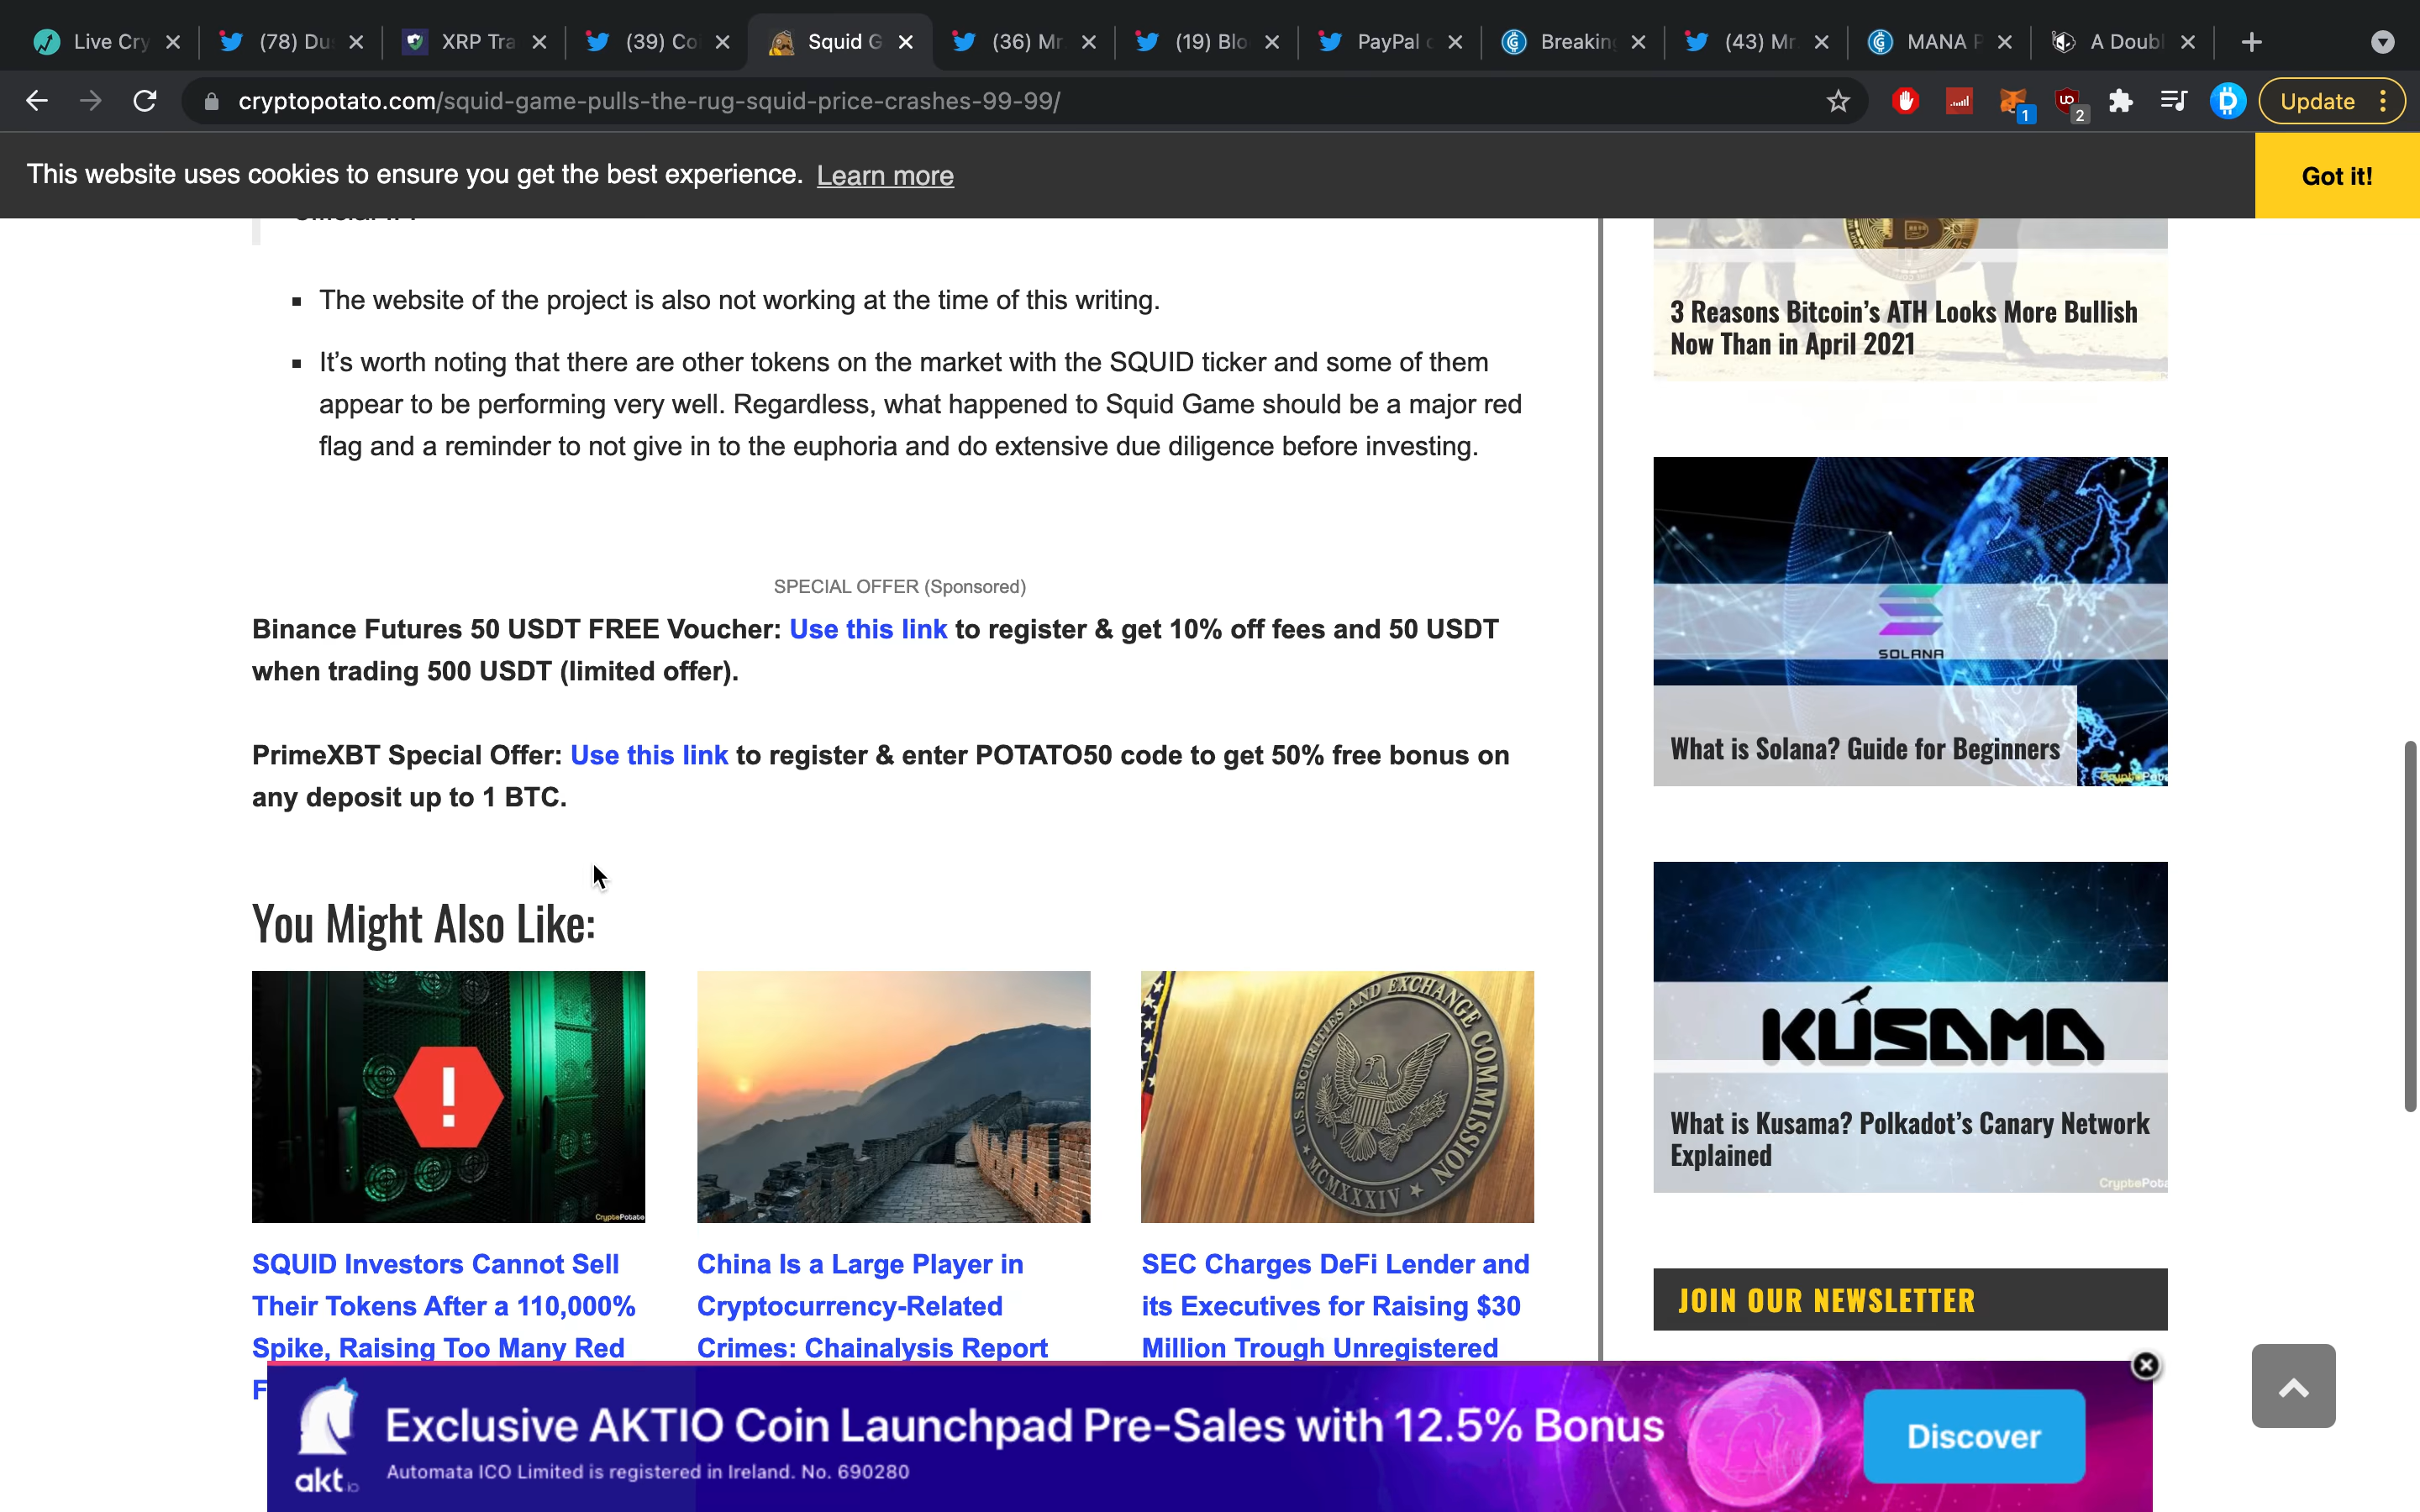 Live Cry
(78) Du
XRP Tra
(39) Co
Squid G
(36) Mr
(19) Blo
PayPal
Breaking
(43) Mr.
MANA P
A Doubl
cryptopotato.com/squid-game-pulls-the-rug-squid-price-crashes-99-99/
1
2
Update
This website uses cookies to ensure you get the best experience. Learn more
Got it!
▪ The website of the project is also not working at the time of this writing.
▪ It’s worth noting that there are other tokens on the market with the SQUID ticker and some of them
appear to be performing very well. Regardless, what happened to Squid Game should be a major red
flag and a reminder to not give in to the euphoria and do extensive due diligence before investing.
SPECIAL OFFER (Sponsored)
Binance Futures 50 USDT FREE Voucher: Use this link to register & get 10% off fees and 50 USDT
when trading 500 USDT (limited offer).
PrimeXBT Special Offer: Use this link to register & enter POTATO50 code to get 50% free bonus on
any deposit up to 1 BTC.
You Might Also Like:
CryptoPotato
U.S. SECURITIES AND EXCHANGE COMMISSION
MCMXXXIV
SQUID Investors Cannot Sell
Their Tokens After a 110,000%
Spike, Raising Too Many Red
F
China Is a Large Player in
Cryptocurrency-Related
Crimes: Chainalysis Report
SEC Charges DeFi Lender and
its Executives for Raising $30
Million Trough Unregistered
3 Reasons Bitcoin’s ATH Looks More Bullish
Now Than in April 2021
SOLANA
What is Solana? Guide for Beginners
CryptoPota
KUSAMA
What is Kusama? Polkadot’s Canary Network
Explained
CryptoPota
JOIN OUR NEWSLETTER
akt.io
Exclusive AKTIO Coin Launchpad Pre-Sales with 12.5% Bonus
Automata ICO Limited is registered in Ireland. No. 690280
Discover